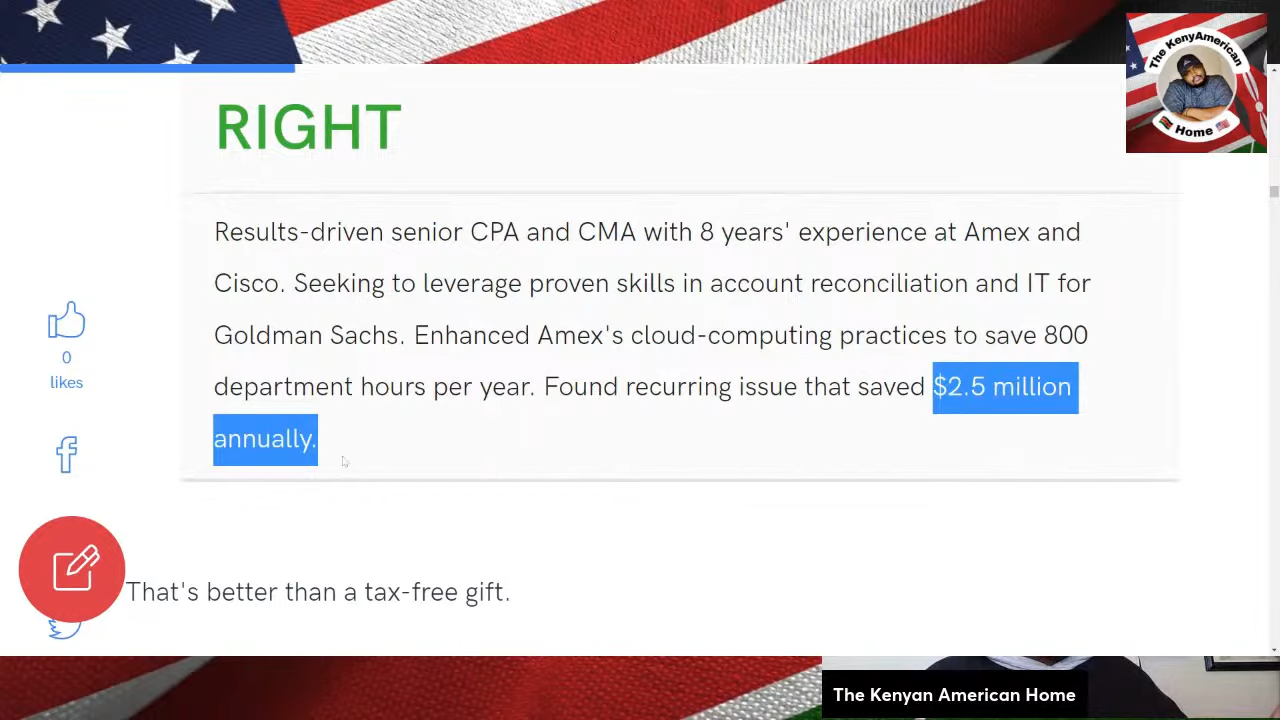 The KenyAmerican
Home
RIGHT
Results-driven senior CPA and CMA with 8 years' experience at Amex and
Cisco. Seeking to leverage proven skills in account reconciliation and IT for
Goldman Sachs. Enhanced Amex's cloud-computing practices to save 800
department hours per year. Found recurring issue that saved $2.5 million
annually.
0
likes
That's better than a tax-free gift.
The Kenyan American Home